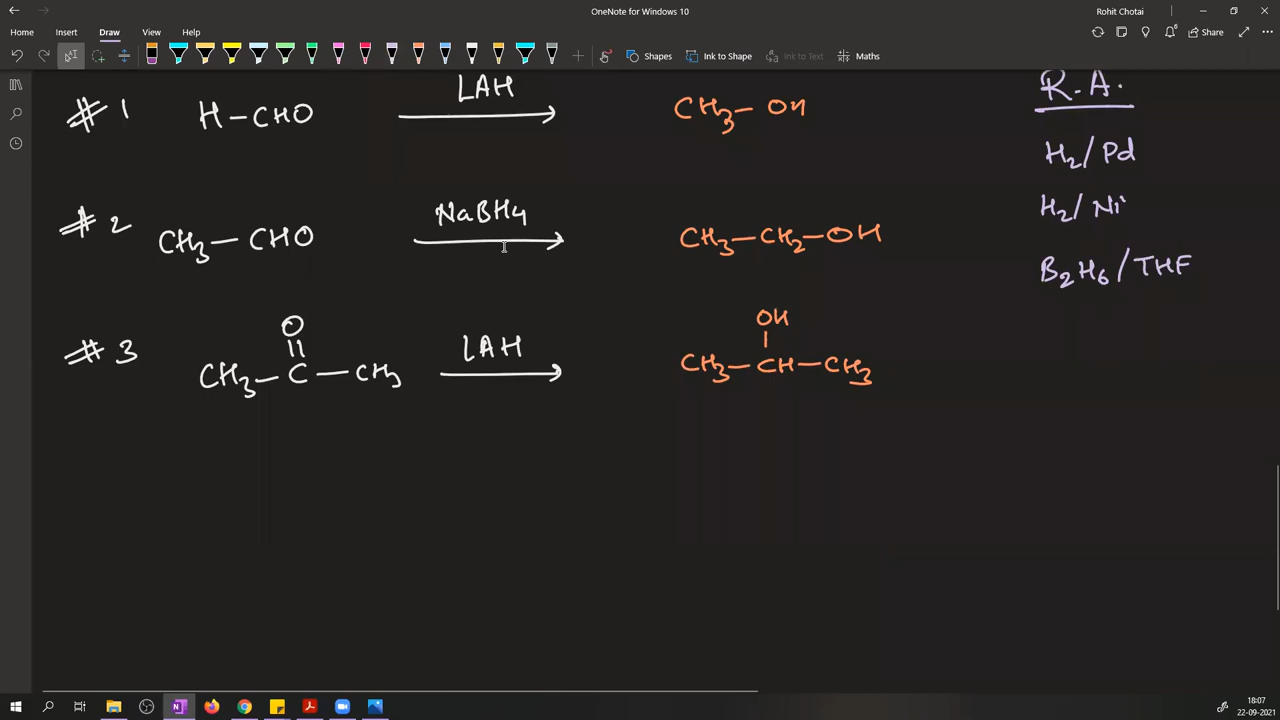 OneNote for Windows 10
Rohit Chotai
Home Insert Draw View Help
Shapes Ink to Shape Ink to Text Maths
Share
R.A.
# 1 H-CHO LAH CH3-OH
H2/Pd
H2/Ni
# 2 CH3-CHO NaBH4 CH3-CH2-OH
B2H6/THF
O OH
|| |
# 3 CH3-C-CH3 LAH CH3-CH-CH3
18:07
22-09-2021